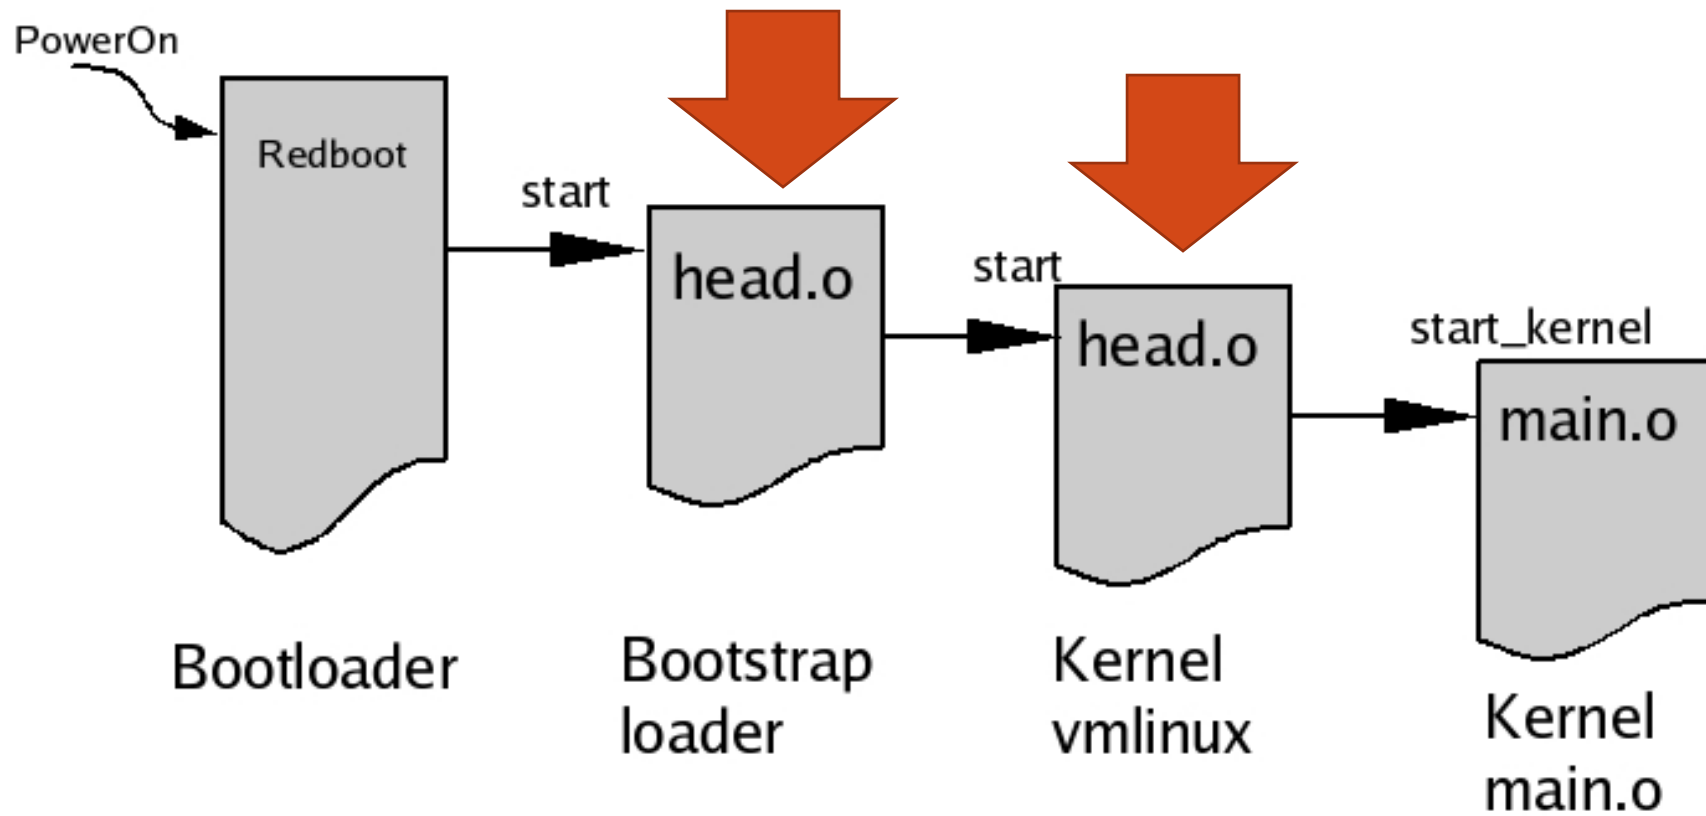 PowerOn
Redboot
start
head.o
start
head.o
start_kernel
main.o
Bootloader
Bootstrap
loader
Kernel
vmlinux
Kernel
main.o